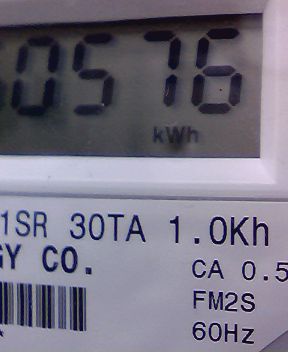 0576
kWh
1SR 30TA 1.0Kh
GY CO.
CA 0.5
FM2S
60Hz